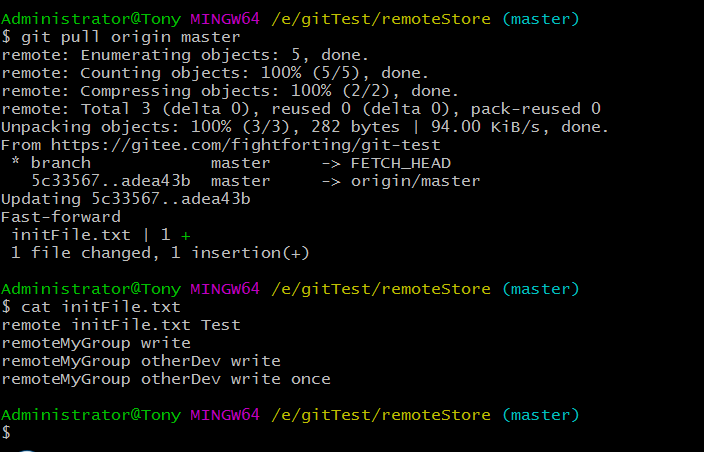 Administrator@Tony MINGW64 /e/gitTest/remoteStore (master)
$ git pull origin master
remote: Enumerating objects: 5, done.
remote: Counting objects: 100% (5/5), done.
remote: Compressing objects: 100% (2/2), done.
remote: Total 3 (delta 0), reused 0 (delta 0), pack-reused 0
Unpacking objects: 100% (3/3), 282 bytes | 94.00 KiB/s, done.
From https://gitee.com/fightforting/git-test
 * branch            master     -> FETCH_HEAD
   5c33567..adea43b  master     -> origin/master
Updating 5c33567..adea43b
Fast-forward
 initFile.txt | 1 +
 1 file changed, 1 insertion(+)
Administrator@Tony MINGW64 /e/gitTest/remoteStore (master)
$ cat initFile.txt
remote initFile.txt Test
remoteMyGroup write
remoteMyGroup otherDev write
remoteMyGroup otherDev write once
Administrator@Tony MINGW64 /e/gitTest/remoteStore (master)
$